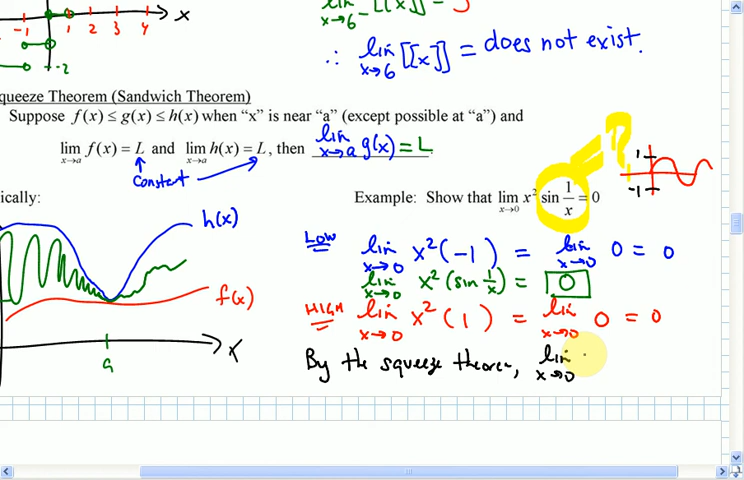 -1 1 2 3 4 x
-2
lim x→6⁻ [[x]] = 5
∴ lim x→6 [[x]] = does not exist.
queeze Theorem (Sandwich Theorem)
Suppose f(x) ≤ g(x) ≤ h(x) when “x” is near “a” (except possible at “a”) and
lim x→a f(x) = L and lim x→a h(x) = L, then lim x→a g(x) = L.
Constant
= ?
1
-1
ically:
Example: Show that lim x→0 x² sin 1/x = 0
h(x)
f(x)
a
x
LOW lim x→0 x²(-1) = lim x→0 0 = 0
lim x→0 x²(sin 1/x) = 0
HIGH lim x→0 x²(1) = lim x→0 0 = 0
By the squeeze theorem, lim x→0